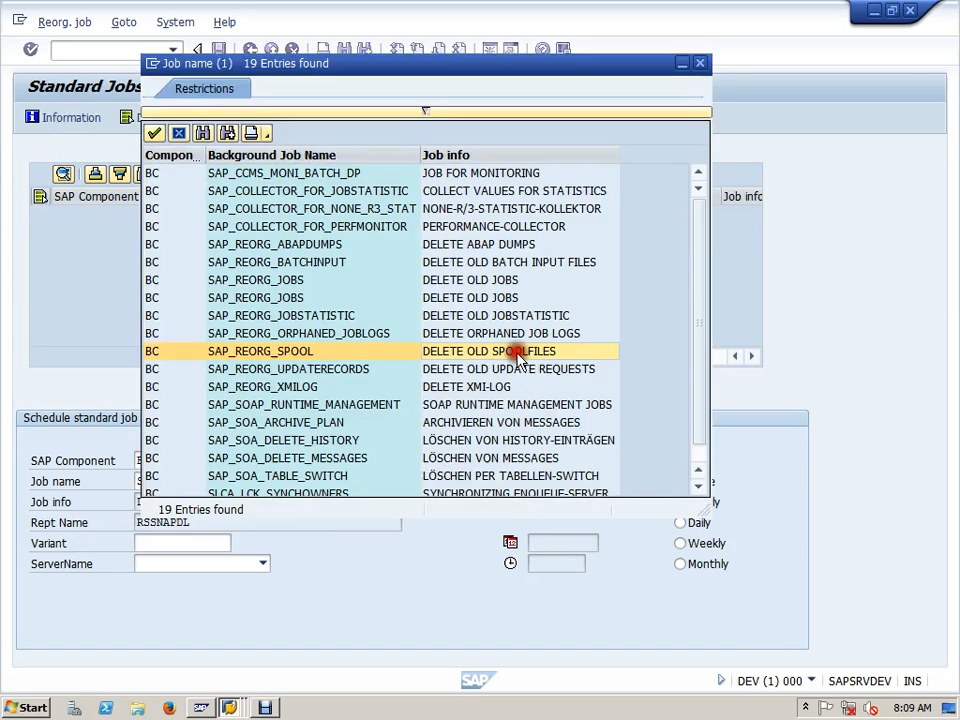 Reorg. job Goto System Help
Standard Jobs
Information
SAP Component
Job info
Job name (1) 19 Entries found
Restrictions
Compon... Background Job Name Job info
BC SAP_CCMS_MONI_BATCH_DP JOB FOR MONITORING
BC SAP_COLLECTOR_FOR_JOBSTATISTIC COLLECT VALUES FOR STATISTICS
BC SAP_COLLECTOR_FOR_NONE_R3_STAT NONE-R/3-STATISTIC-KOLLEKTOR
BC SAP_COLLECTOR_FOR_PERFMONITOR PERFORMANCE-COLLECTOR
BC SAP_REORG_ABAPDUMPS DELETE ABAP DUMPS
BC SAP_REORG_BATCHINPUT DELETE OLD BATCH INPUT FILES
BC SAP_REORG_JOBS DELETE OLD JOBS
BC SAP_REORG_JOBS DELETE OLD JOBS
BC SAP_REORG_JOBSTATISTIC DELETE OLD JOBSTATISTIC
BC SAP_REORG_ORPHANED_JOBLOGS DELETE ORPHANED JOB LOGS
BC SAP_REORG_SPOOL DELETE OLD SPOOLFILES
BC SAP_REORG_UPDATERECORDS DELETE OLD UPDATE REQUESTS
BC SAP_REORG_XMILOG DELETE XMI-LOG
BC SAP_SOAP_RUNTIME_MANAGEMENT SOAP RUNTIME MANAGEMENT JOBS
BC SAP_SOA_ARCHIVE_PLAN ARCHIVIEREN VON MESSAGES
BC SAP_SOA_DELETE_HISTORY LÖSCHEN VON HISTORY-EINTRÄGEN
BC SAP_SOA_DELETE_MESSAGES LÖSCHEN VON MESSAGES
BC SAP_SOA_TABLE_SWITCH LÖSCHEN PER TABELLEN-SWITCH
BC SLCA_LCK_SYNCHOWNERS SYNCHRONIZING ENQUEUE-SERVER
19 Entries found
Schedule standard job
SAP Component
Job name
Job info
Rept Name RSSNAPDL
Variant
ServerName
Daily
Weekly
Monthly
SAP
DEV (1) 000 SAPSRVDEV INS
Start 8:09 AM